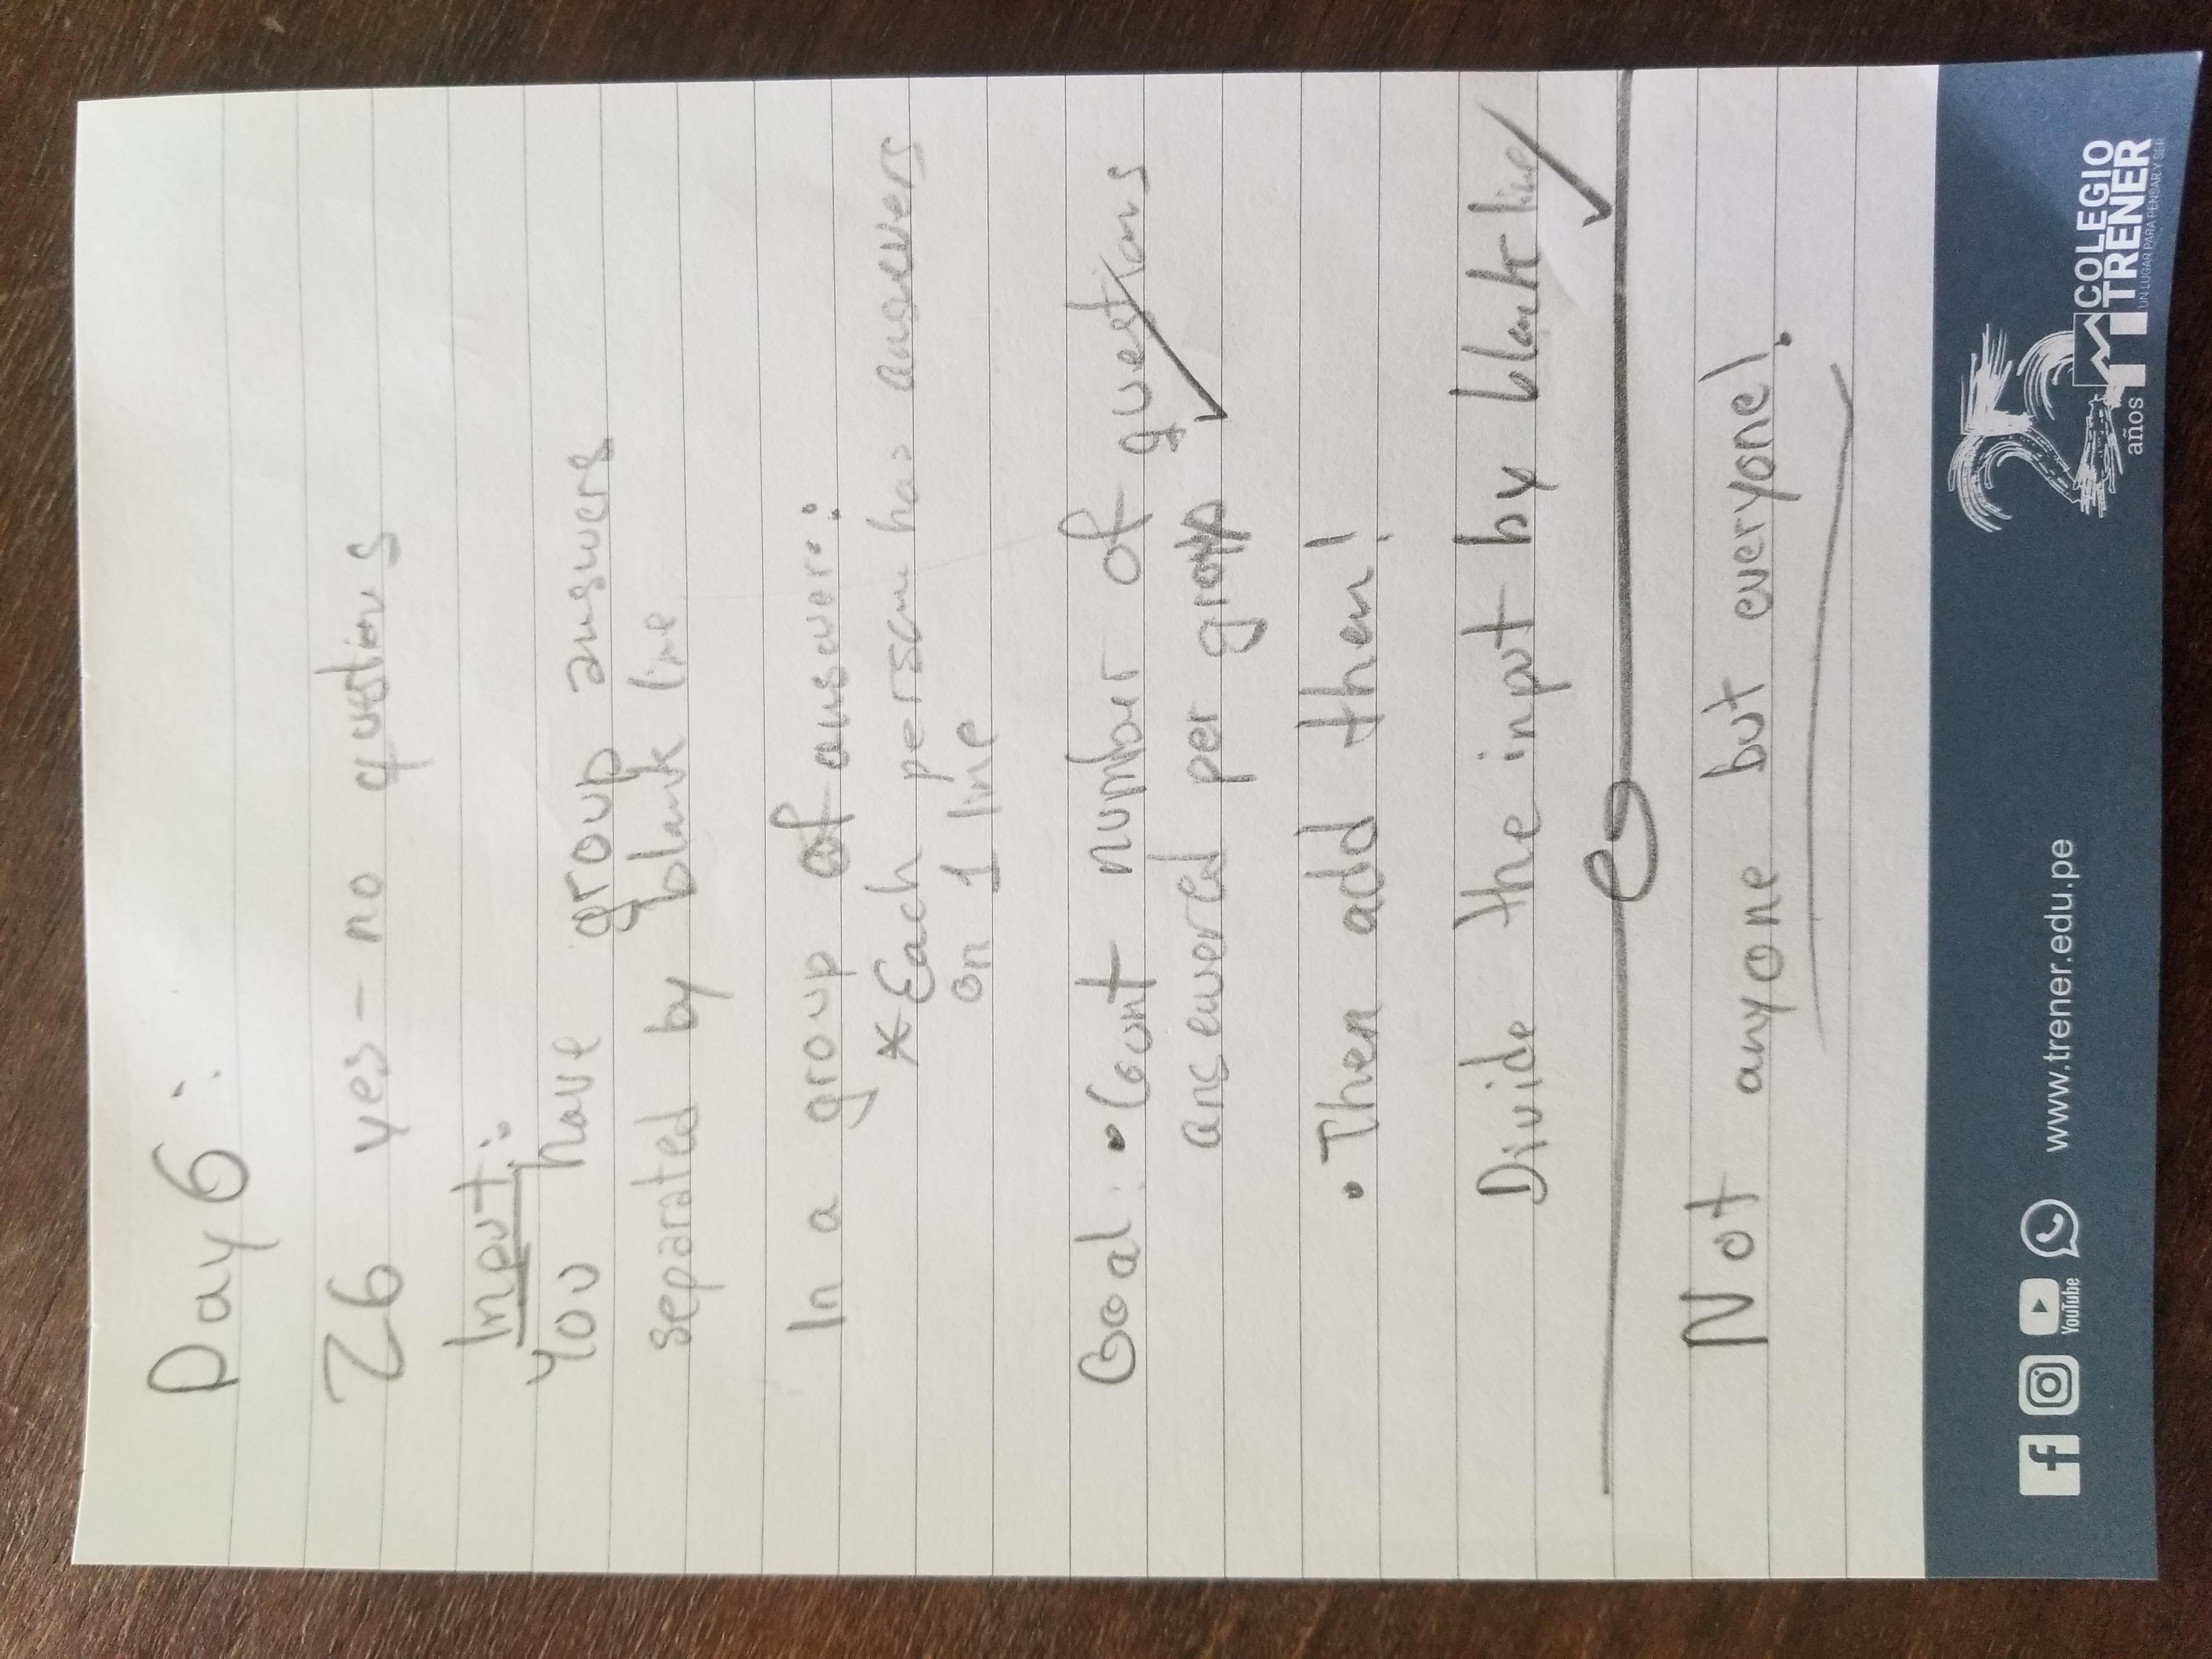 Day 6:
26 yes-no questions
Input:
You have group answers
separated by blank line
In a group of answers:
* Each person has answers
on 1 line
Goal: • Count number of questions
answered per group
• Then add them!
Divide the input by blank line
Not anyone but everyone!
YouTube
www.trener.edu.pe
25
años
COLEGIO
TRENER
UN LUGAR PARA PENSAR Y SER